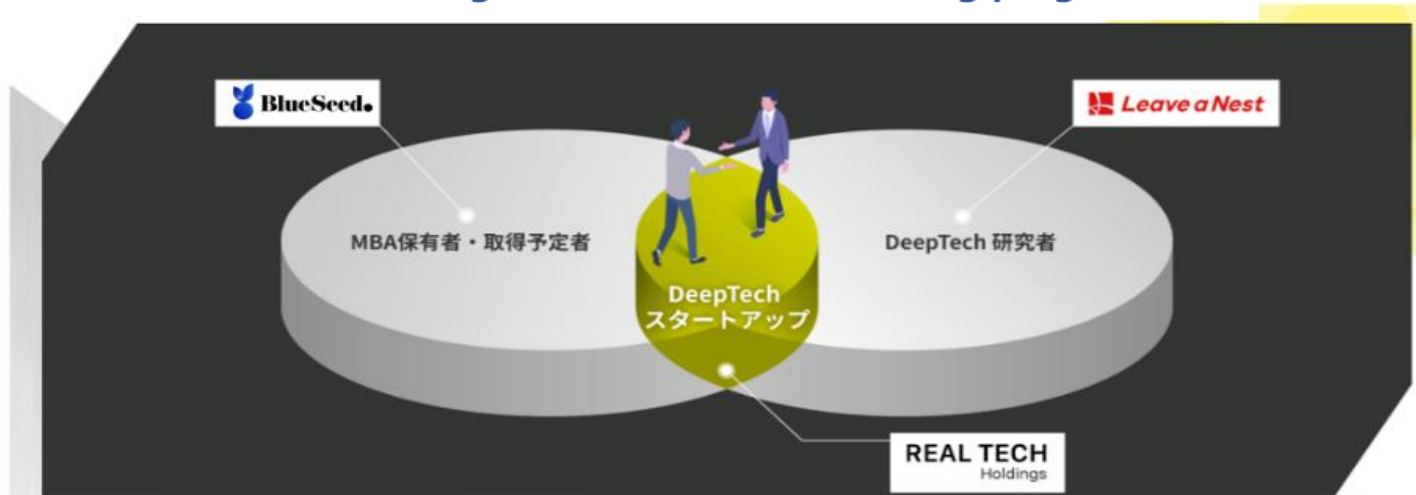 BlueSeed.
Leave a Nest
MBA保有者・取得予定者
DeepTech 研究者
DeepTech
スタートアップ
REAL TECH
Holdings